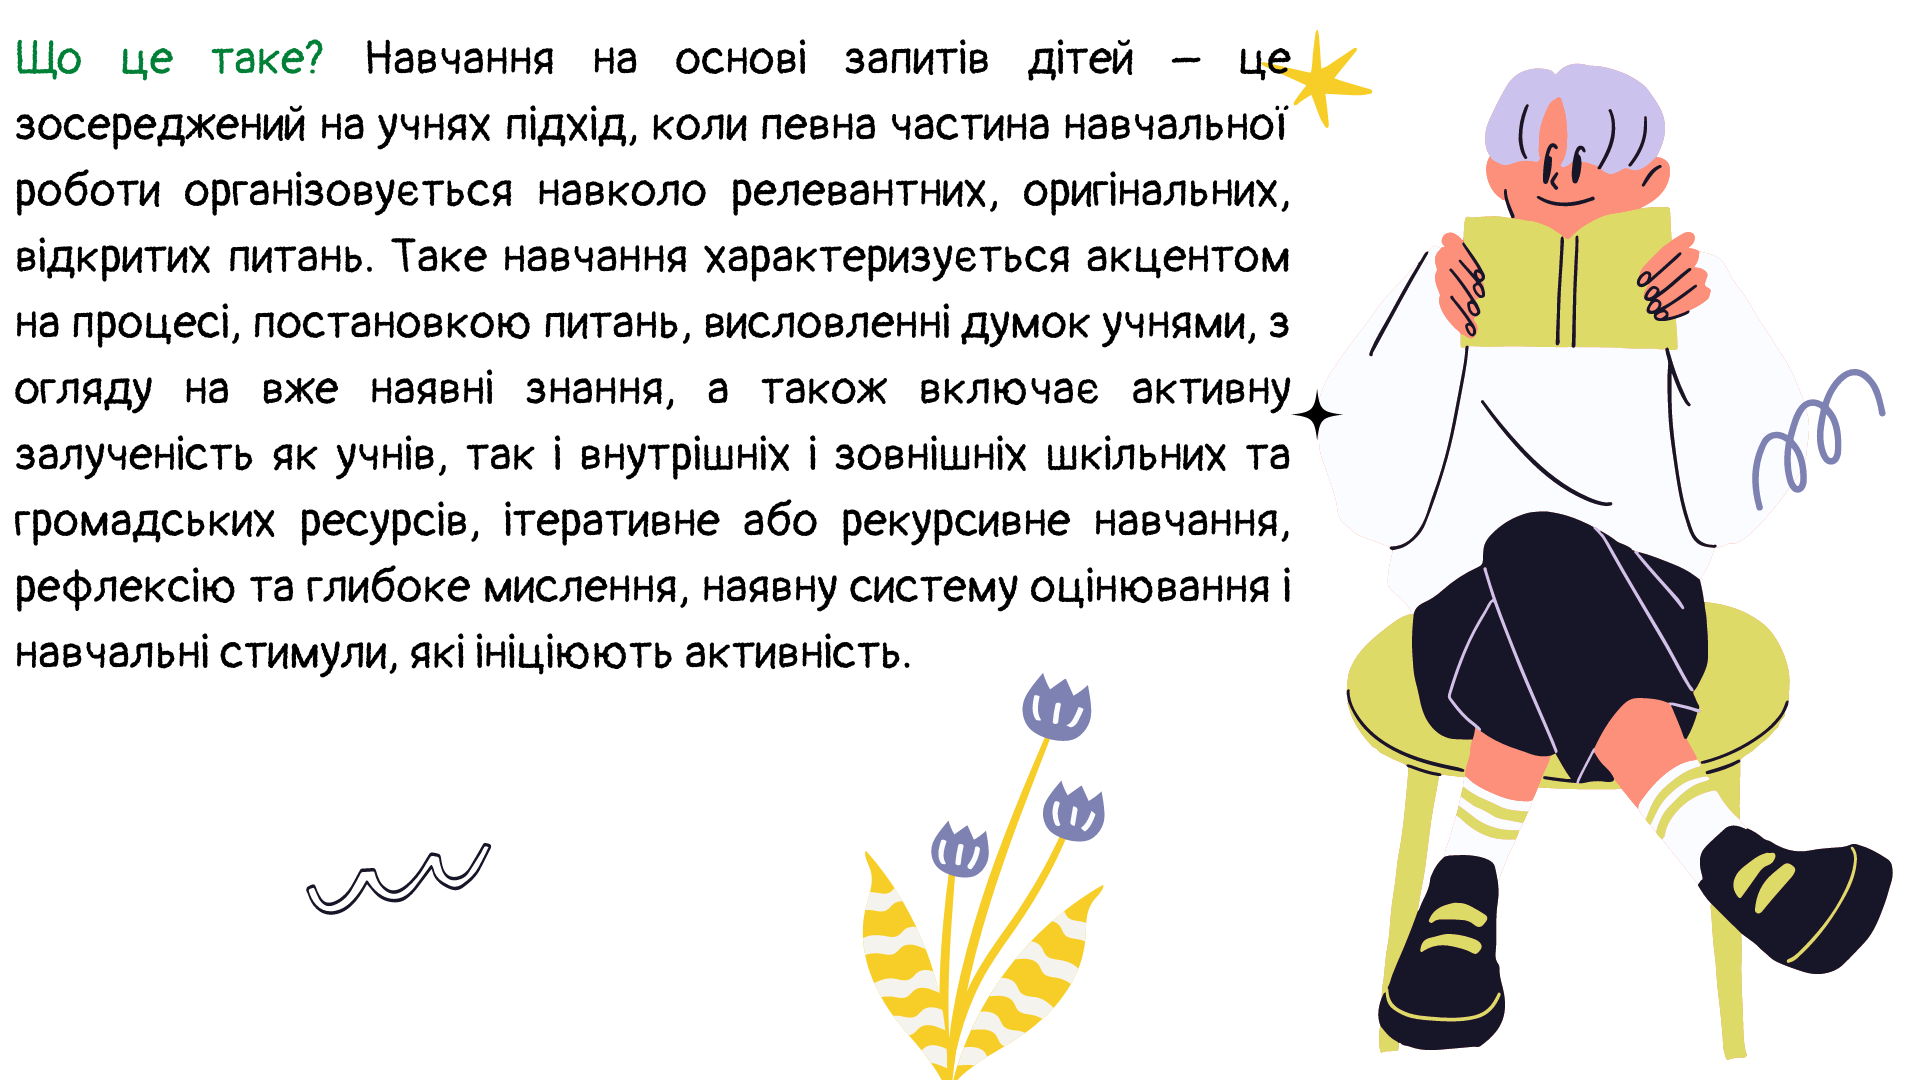 Що це таке? Навчання на основі запитів дітей – це
зосереджений на учнях підхід, коли певна частина навчальної
роботи організовується навколо релевантних, оригінальних,
відкритих питань. Таке навчання характеризується акцентом
на процесі, постановкою питань, висловленні думок учнями, з
огляду на вже наявні знання, а також включає активну
залученість як учнів, так і внутрішніх і зовнішніх шкільних та
громадських ресурсів, ітеративне або рекурсивне навчання,
рефлексію та глибоке мислення, наявну систему оцінювання і
навчальні стимули, які ініціюють активність.